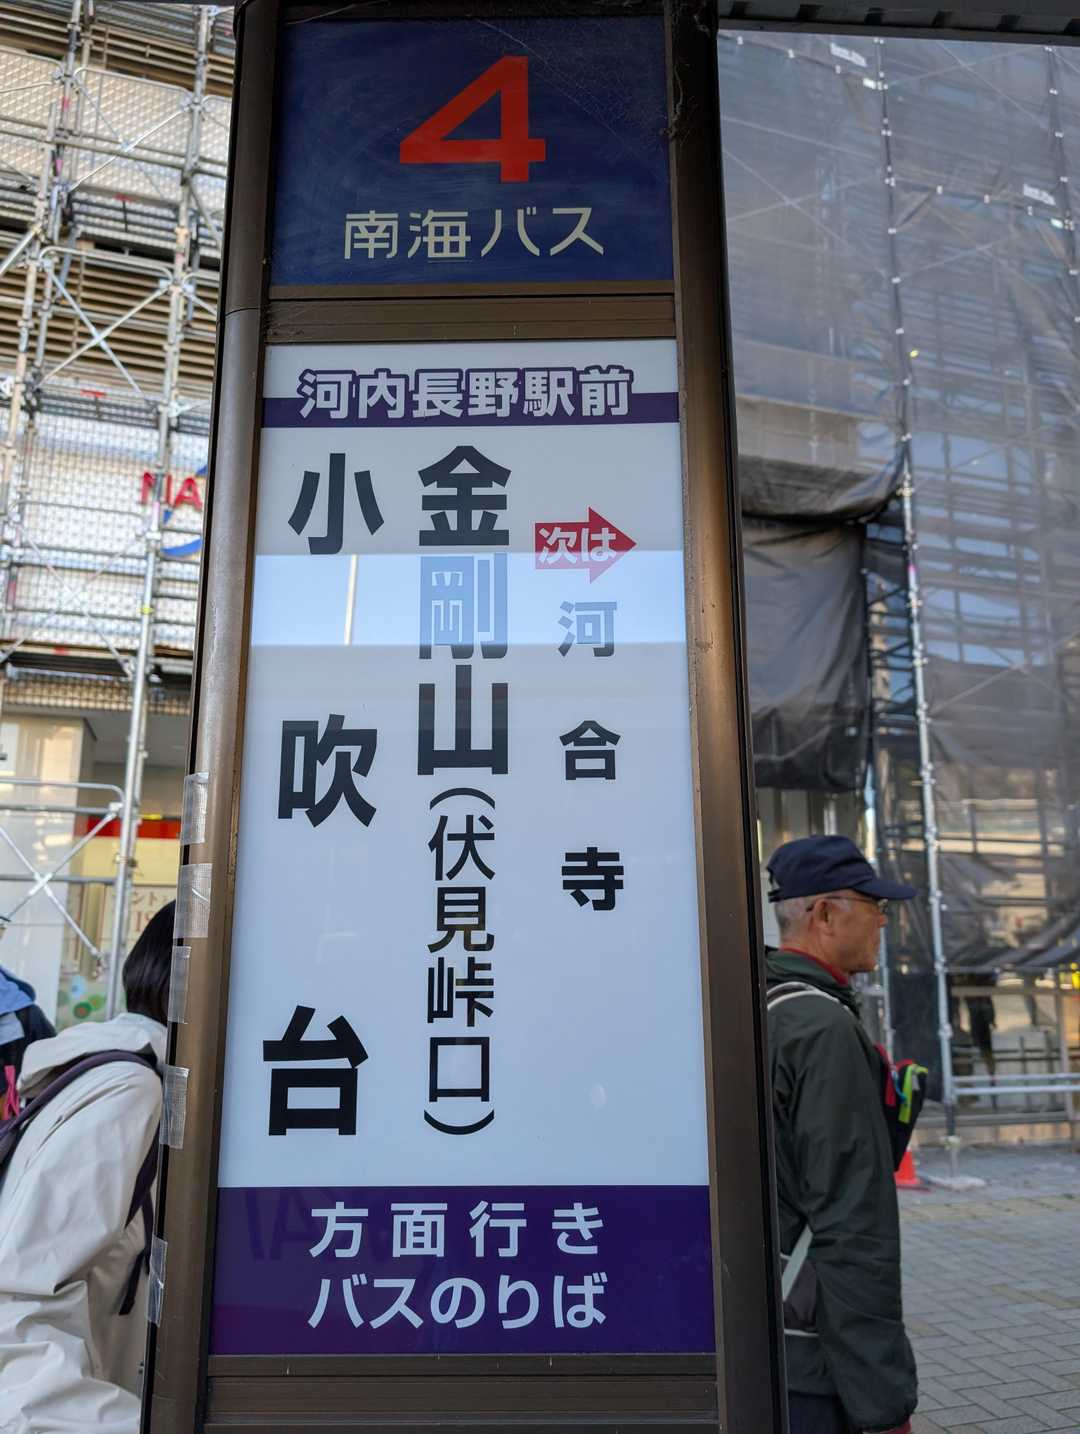 4
南海バス
河内長野駅前
次は
河合寺
金剛山(伏見峠口)
小吹台
方面行き
バスのりば
NA